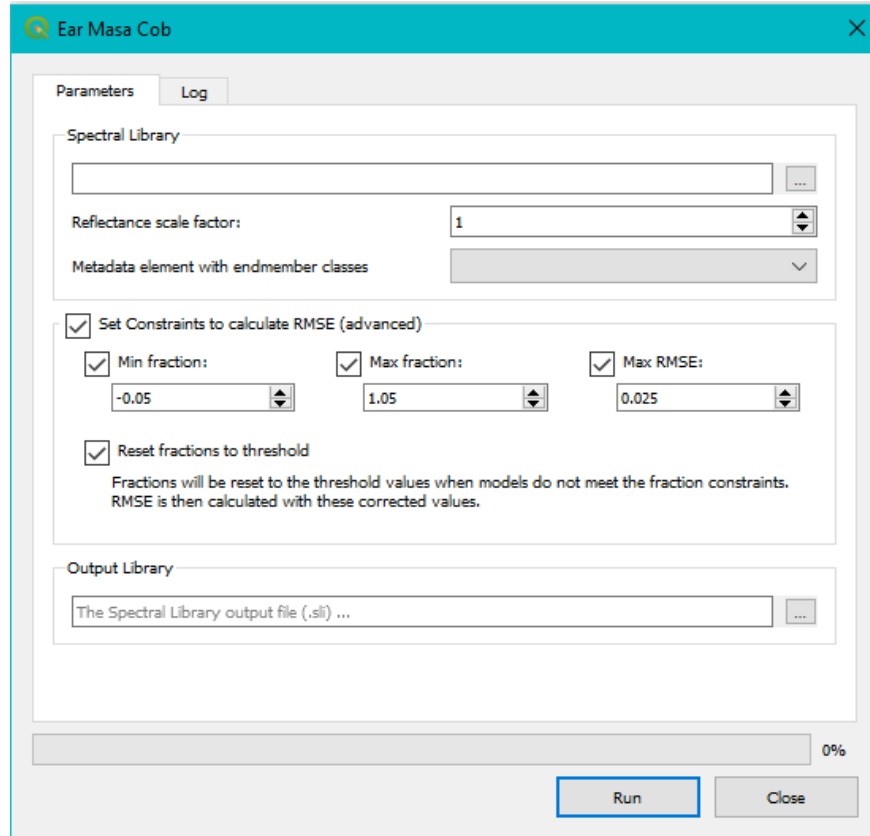 Ear Masa Cob
Parameters
Log
Spectral Library
...
Reflectance scale factor:
1
Metadata element with endmember classes
Set Constraints to calculate RMSE (advanced)
Min fraction:
Max fraction:
Max RMSE:
-0.05
1.05
0.025
Reset fractions to threshold
Fractions will be reset to the threshold values when models do not meet the fraction constraints.
RMSE is then calculated with these corrected values.
Output Library
The Spectral Library output file (.sli) ...
...
0%
Run
Close